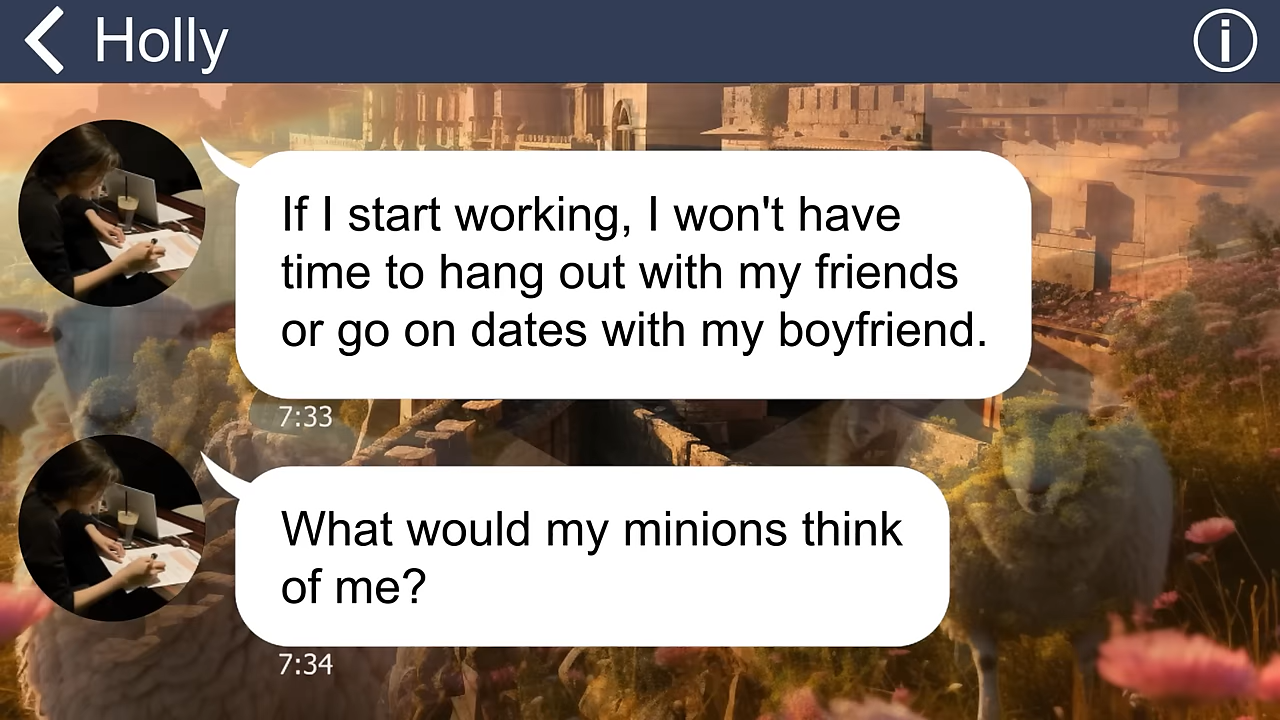 Holly
If I start working, I won't have
time to hang out with my friends
or go on dates with my boyfriend.
7:33
What would my minions think
of me?
7:34